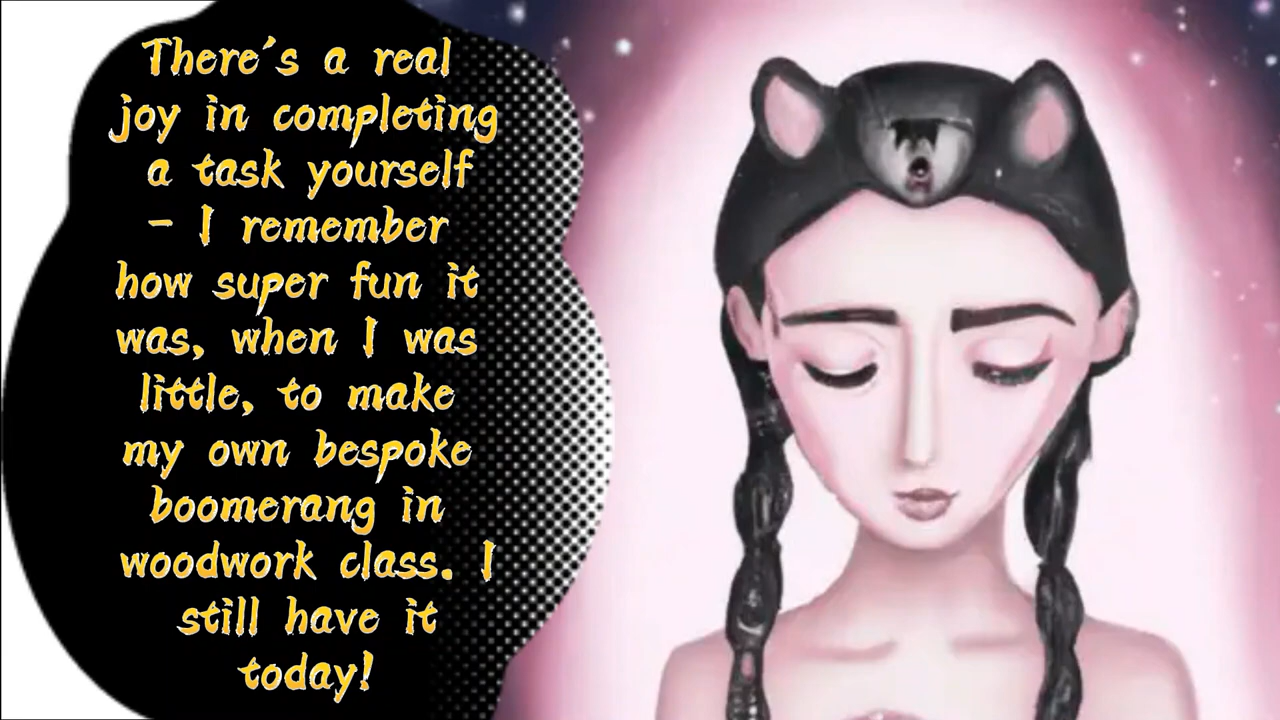 There's a real
joy in completing
a task yourself
- I remember
how super fun it
was, when I was
little, to make
my own bespoke
boomerang in
woodwork class. I
still have it
today!